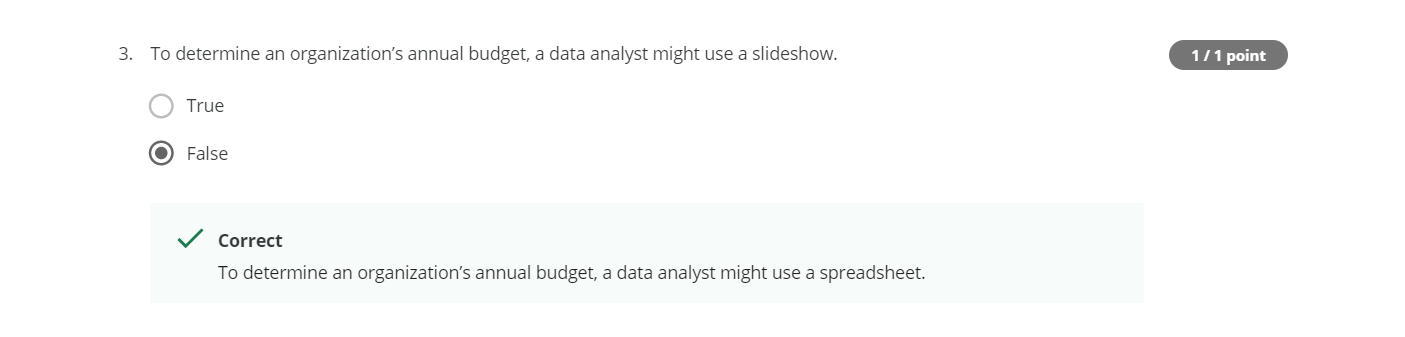 3. To determine an organization’s annual budget, a data analyst might use a slideshow.
1 / 1 point
True
False
Correct
To determine an organization’s annual budget, a data analyst might use a spreadsheet.